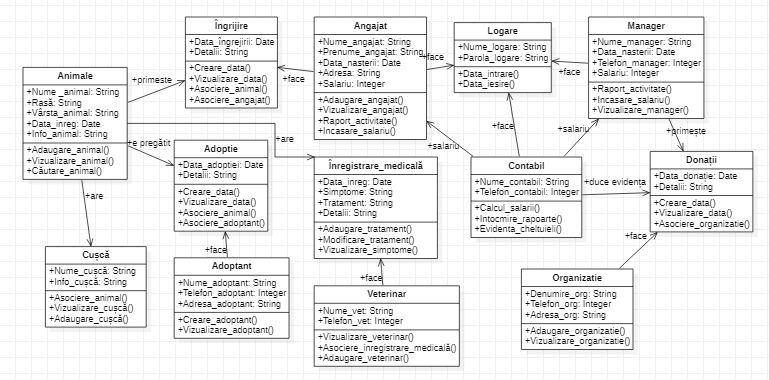 Îngrijire
+Data_îngrijirii: Date
+Detalii: String
+Creare_data()
+Vizualizare_data()
+Asociere_animal()
+Asociere_angajat()
Angajat
+Nume_angajat: String
+Prenume_angajat: String
+Data_nasterii: Date
+Adresa: String
+Salariu: Integer
+Adaugare_angajat()
+Vizualizare_angajat()
+Raport_activitate()
+Incasare_salariu()
Logare
+Nume_logare: String
+Parola_logare: String
+Data_intrare()
+Data_iesire()
Manager
+Nume_manager: String
+Data_nasterii: Date
+Telefon_manager: Integer
+Salariu: Integer
+Raport_activitate()
+Incasare_salariu()
+Vizualizare_manager()
Animale
+Nume _animal: String
+Rasă: String
+Vârsta_animal: String
+Data_inreg: Date
+Info_animal: String
+Adaugare_animal()
+Vizualizare_animal()
+Căutare_animal()
+primeste
+face
+face
+face
+e pregătit
+are
+salariu
+face
+salariu
+primește
Adoptie
+Data_adoptiei: Date
+Detalii: String
+Creare_data()
+Vizualizare_data()
+Asociere_animal()
+Asociere_adoptant()
Înregistrare_medicală
+Data_inreg: Date
+Simptome: String
+Tratament: String
+Detalii: String
+Adaugare_tratament()
+Modificare_tratament()
+Vizualizare_simptome()
Contabil
+Nume_contabil: String
+Telefon_contabil: Integer
+Calcul_salarii()
+Intocmire_rapoarte()
+Evidenta_cheltuieli()
+duce evidența
Donații
+Data_donație: Date
+Detalii: String
+Creare_data()
+Vizualizare_data()
+Asociere_organizatie()
+are
+face
+face
+face
Cușcă
+Nume_cușcă: String
+Info_cușcă: String
+Asociere_animal()
+Vizualizare_cușcă()
+Adaugare_cușcă()
Adoptant
+Nume_adoptant: String
+Telefon_adoptant: Integer
+Adresa_adoptant: String
+Creare_adoptant()
+Vizualizare_adoptant()
Veterinar
+Nume_vet: String
+Telefon_vet: Integer
+Vizualizare_veterinar()
+Asociere_inregistrare_medicală()
+Adaugare_veterinar()
Organizatie
+Denumire_org: String
+Telefon_org: Integer
+Adresa_org: String
+Adaugare_organizatie()
+Vizualizare_organizatie()